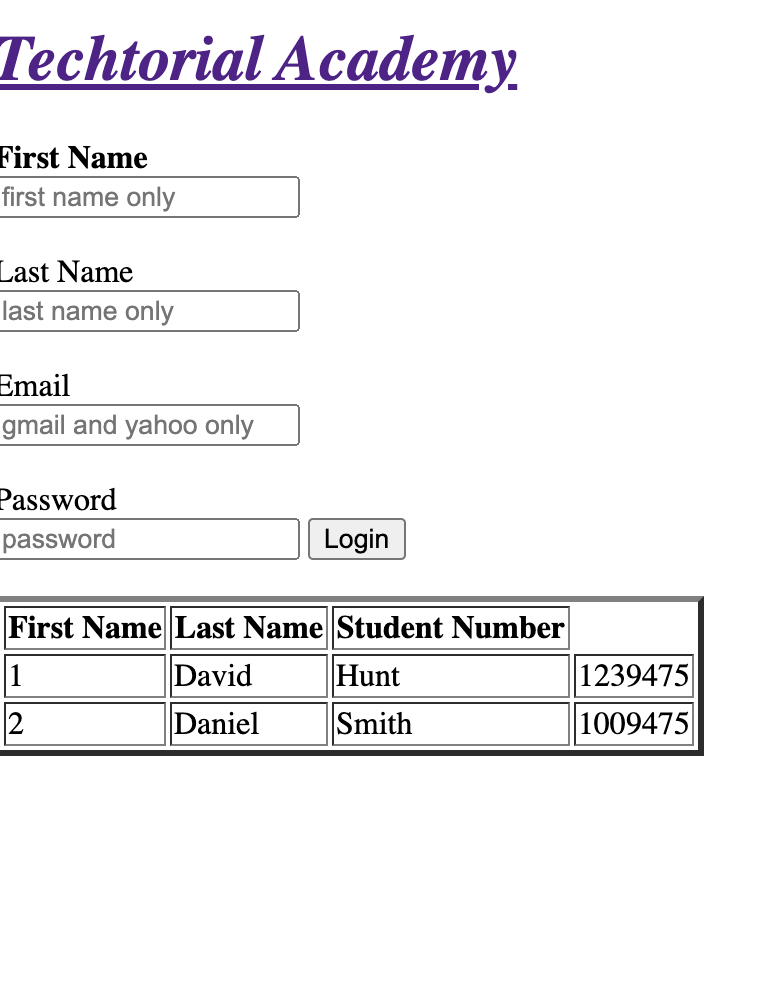 Techtorial Academy
First Name
first name only
Last Name
last name only
Email
gmail and yahoo only
Password
password Login
First Name Last Name Student Number
1 David Hunt 1239475
2 Daniel Smith 1009475